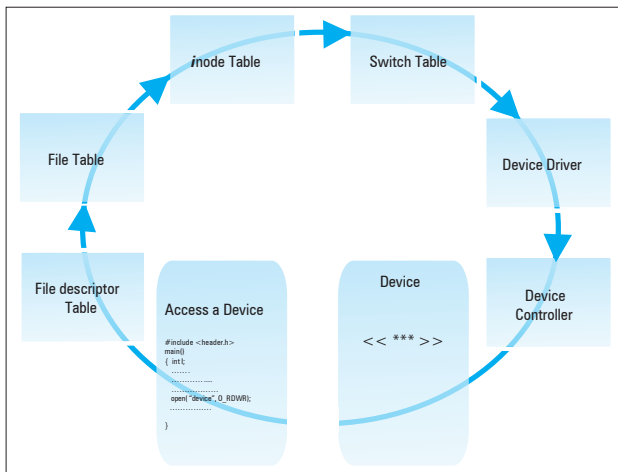 inode Table
Switch Table
File Table
Device Driver
File descriptor
Table
Device
Controller
Access a Device
#include <header.h>
main()
{ int I;
.......
................
..................
open( "device", O_RDWR);
................
}
Device
<< *** >>